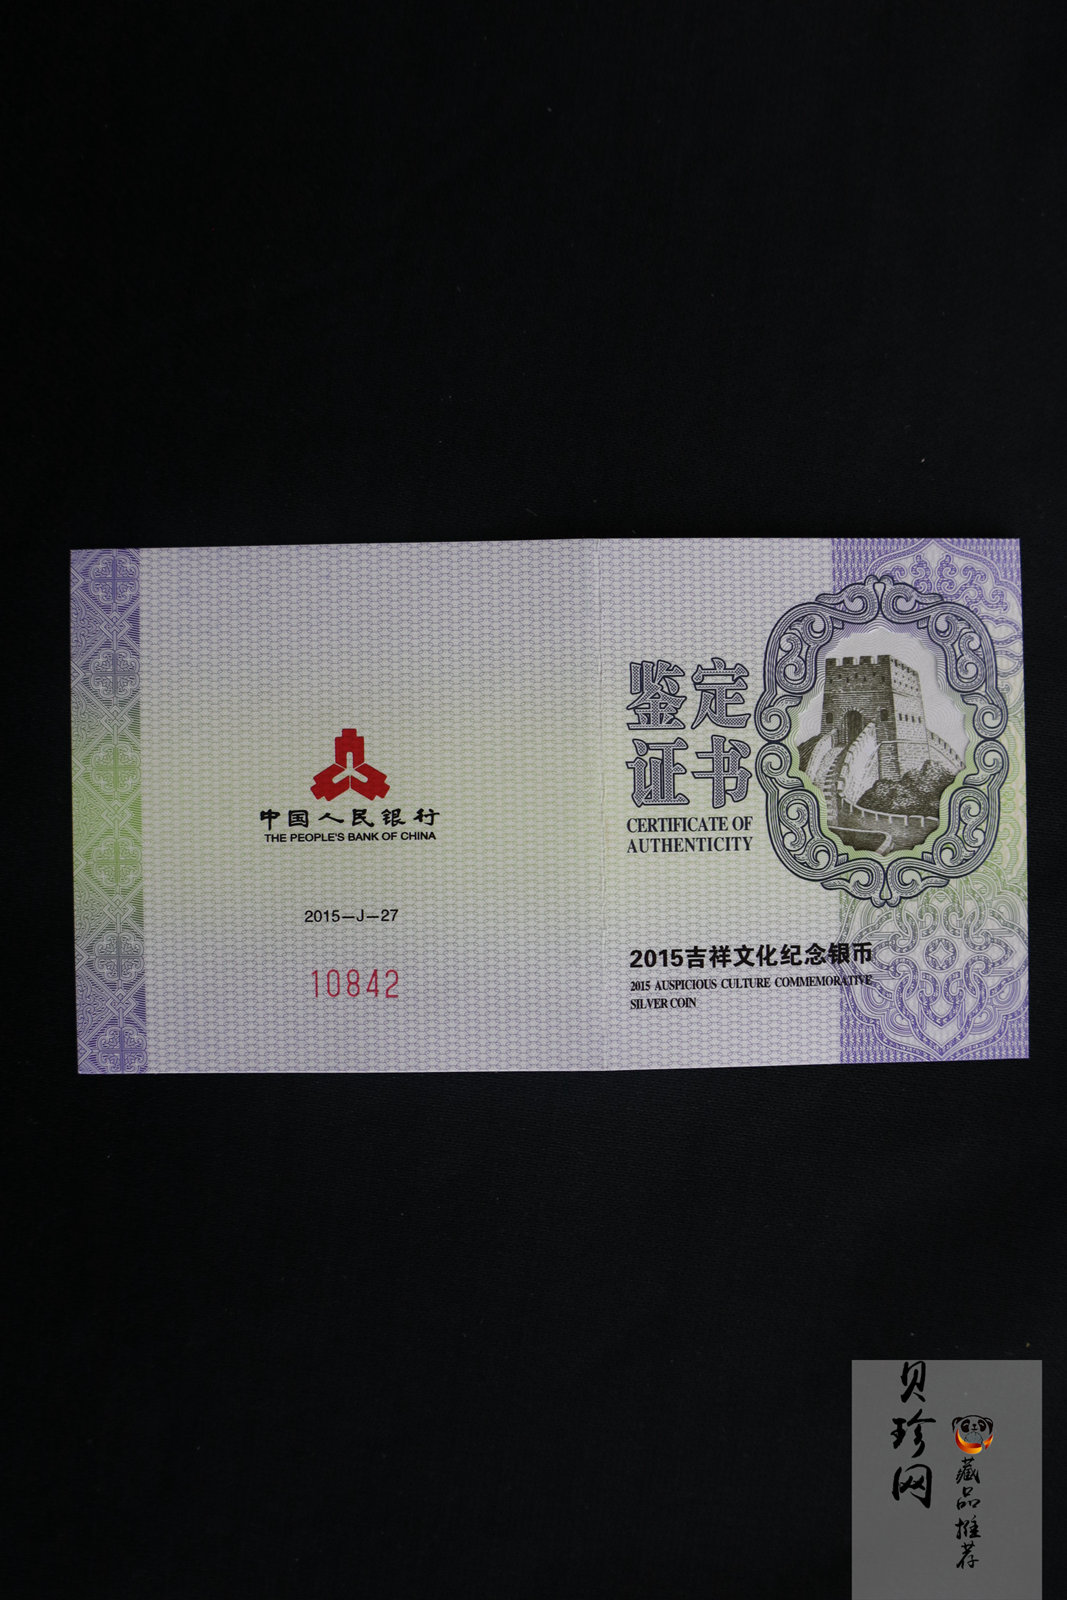 中国人民银行
THE PEOPLE'S BANK OF CHINA
2015—J—27
10842
鉴定
证书
CERTIFICATE OF
AUTHENTICITY
2015吉祥文化纪念银币
2015 AUSPICIOUS CULTURE COMMEMORATIVE
SILVER COIN
贝珍网
藏品推荐